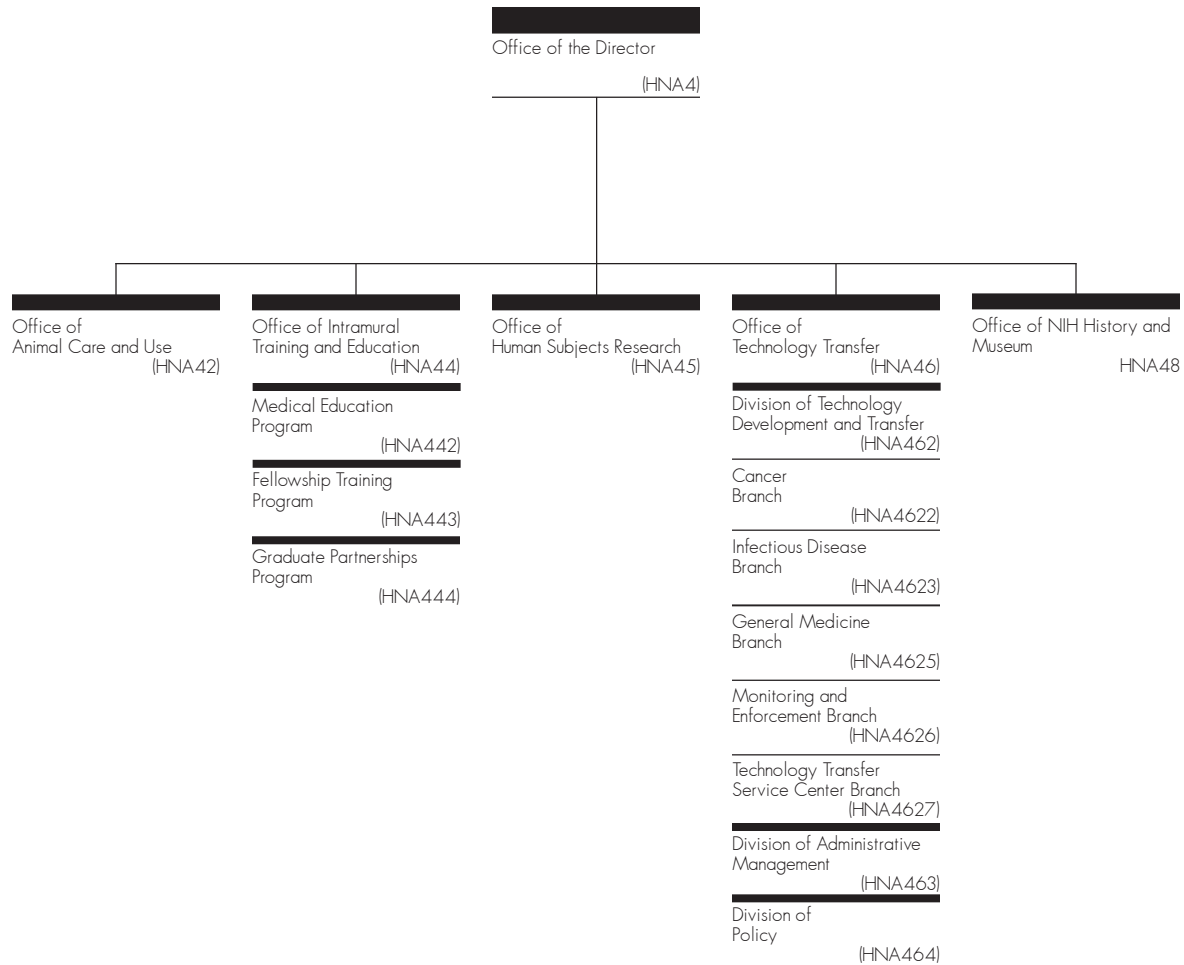 Office of the Director
(HNA4)
Office of
Animal Care and Use
(HNA42)
Office of Intramural
Training and Education
(HNA44)
Medical Education
Program
(HNA442)
Fellowship Training
Program
(HNA443)
Graduate Partnerships
Program
(HNA444)
Office of
Human Subjects Research
(HNA45)
Office of
Technology Transfer
(HNA46)
Division of Technology
Development and Transfer
(HNA462)
Cancer
Branch
(HNA4622)
Infectious Disease
Branch
(HNA4623)
General Medicine
Branch
(HNA4625)
Monitoring and
Enforcement Branch
(HNA4626)
Technology Transfer
Service Center Branch
(HNA4627)
Division of Administrative
Management
(HNA463)
Division of
Policy
(HNA464)
Office of NIH History and
Museum
HNA48